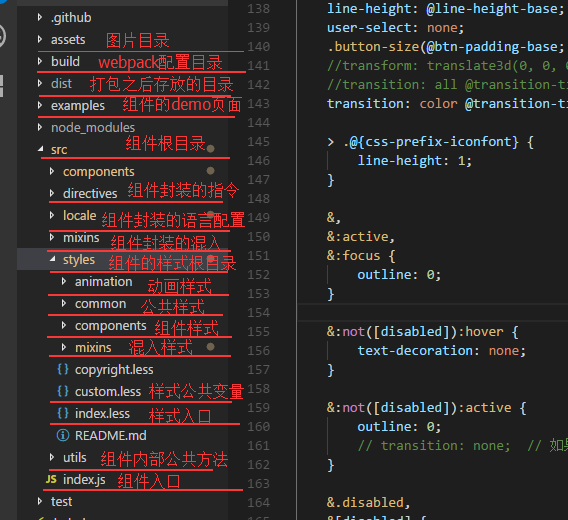 .github
assets 图片目录
build webpack配置目录
dist 打包之后存放的目录
examples 组件的demo页面
node_modules
src 组件根目录
components
directives 组件封装的指令
locale 组件封装的语言配置
mixins 组件封装的混入
styles 组件的样式根目录
animation 动画样式
common 公共样式
components 组件样式
mixins 混入样式
{} copyright.less
{} custom.less 样式公共变量
{} index.less 样式入口
README.md
utils 组件内部公共方法
JS index.js 组件入口
test
138 line-height: @line-height-base;
139 user-select: none;
140 .button-size(@btn-padding-base;
141 //transform: translate3d(0, 0,
142 //transition: all @transition-ti
143 transition: color @transition-ti
144
145 > .@{css-prefix-iconfont} {
146 line-height: 1;
147 }
148
149 &,
150 &:active,
151 &:focus {
152 outline: 0;
153 }
154
155 &:not([disabled]):hover {
156 text-decoration: none;
157 }
158
159 &:not([disabled]):active {
160 outline: 0;
161 // transition: none; // 如果
162 }
163
164 &.disabled,
165 &[disabled] {